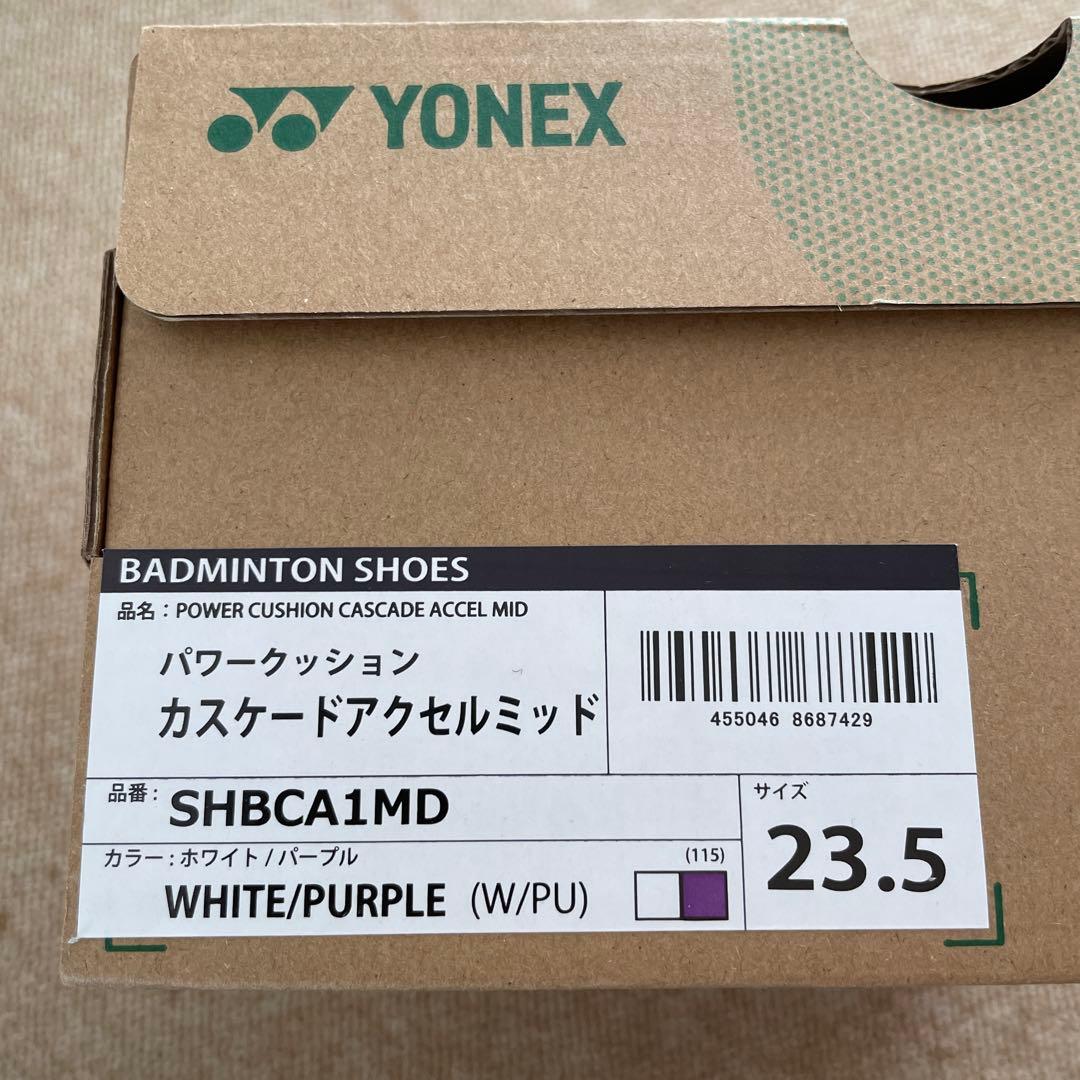 YONEX
BADMINTON SHOES
品名：POWER CUSHION CASCADE ACCEL MID
パワークッション
カスケードアクセルミッド
455046 8687429
品番：
SHBCA1MD
カラー：ホワイト / パープル
(115)
WHITE/PURPLE (W/PU)
サイズ
23.5